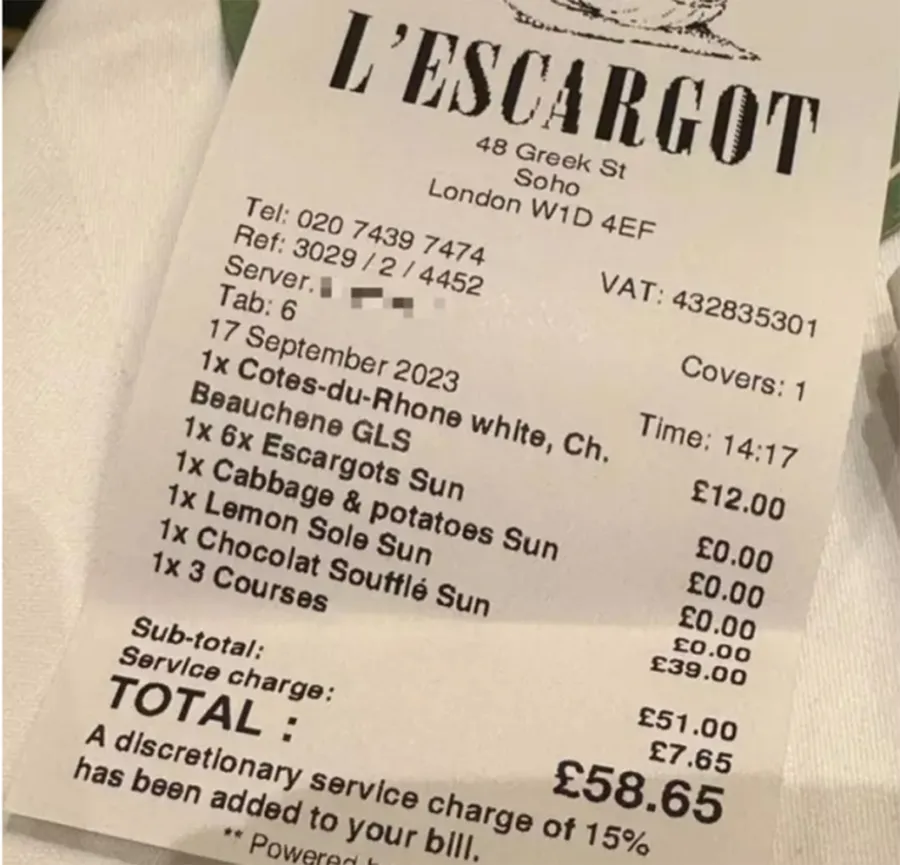 L'ESCARGOT
48 Greek St
Soho
London W1D 4EF
Tel: 020 7439 7474
VAT: 432835301
Ref: 3029 / 2 / 4452
Server.
Covers: 1
Tab: 6
Time: 14:17
17 September 2023
1x Cotes-du-Rhone white, Ch.
Beauchene GLS £12.00
1x 6x Escargots Sun £0.00
1x Cabbage & potatoes Sun £0.00
1x Lemon Sole Sun £0.00
1x Chocolat Soufflé Sun £0.00
1x 3 Courses £39.00
Sub-total: £51.00
Service charge: £7.65
TOTAL : £58.65
A discretionary service charge of 15%
has been added to your bill.
** Powered